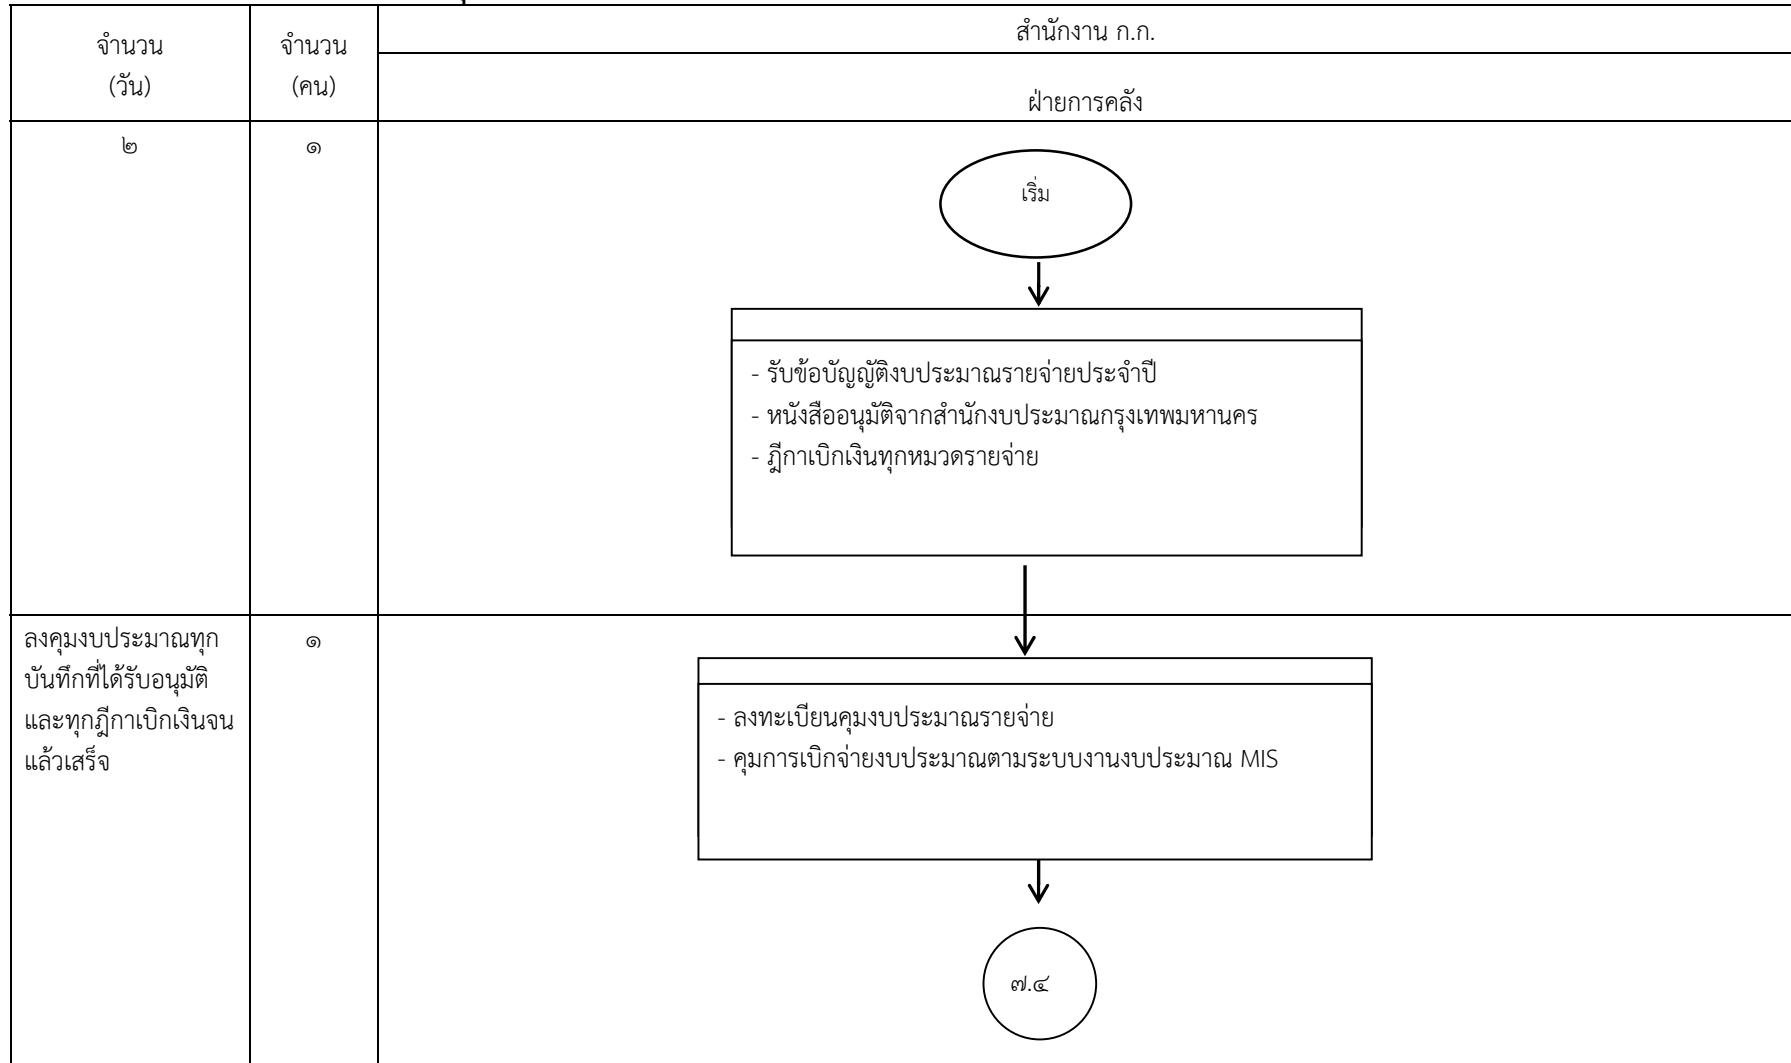 จำนวน
(วัน)
จำนวน
(คน)
สำนักงาน ก.ก.
ฝ่ายการคลัง
๒
๑
เริ่ม
- รับข้อบัญญัติงบประมาณรายจ่ายประจำปี
- หนังสืออนุมัติจากสำนักงบประมาณกรุงเทพมหานคร
- ฎีกาเบิกเงินทุกหมวดรายจ่าย
ลงคุมงบประมาณทุก
บันทึกที่ได้รับอนุมัติ
และทุกฎีกาเบิกเงินจน
แล้วเสร็จ
๑
- ลงทะเบียนคุมงบประมาณรายจ่าย
- คุมการเบิกจ่ายงบประมาณตามระบบงานงบประมาณ MIS
๗.๔